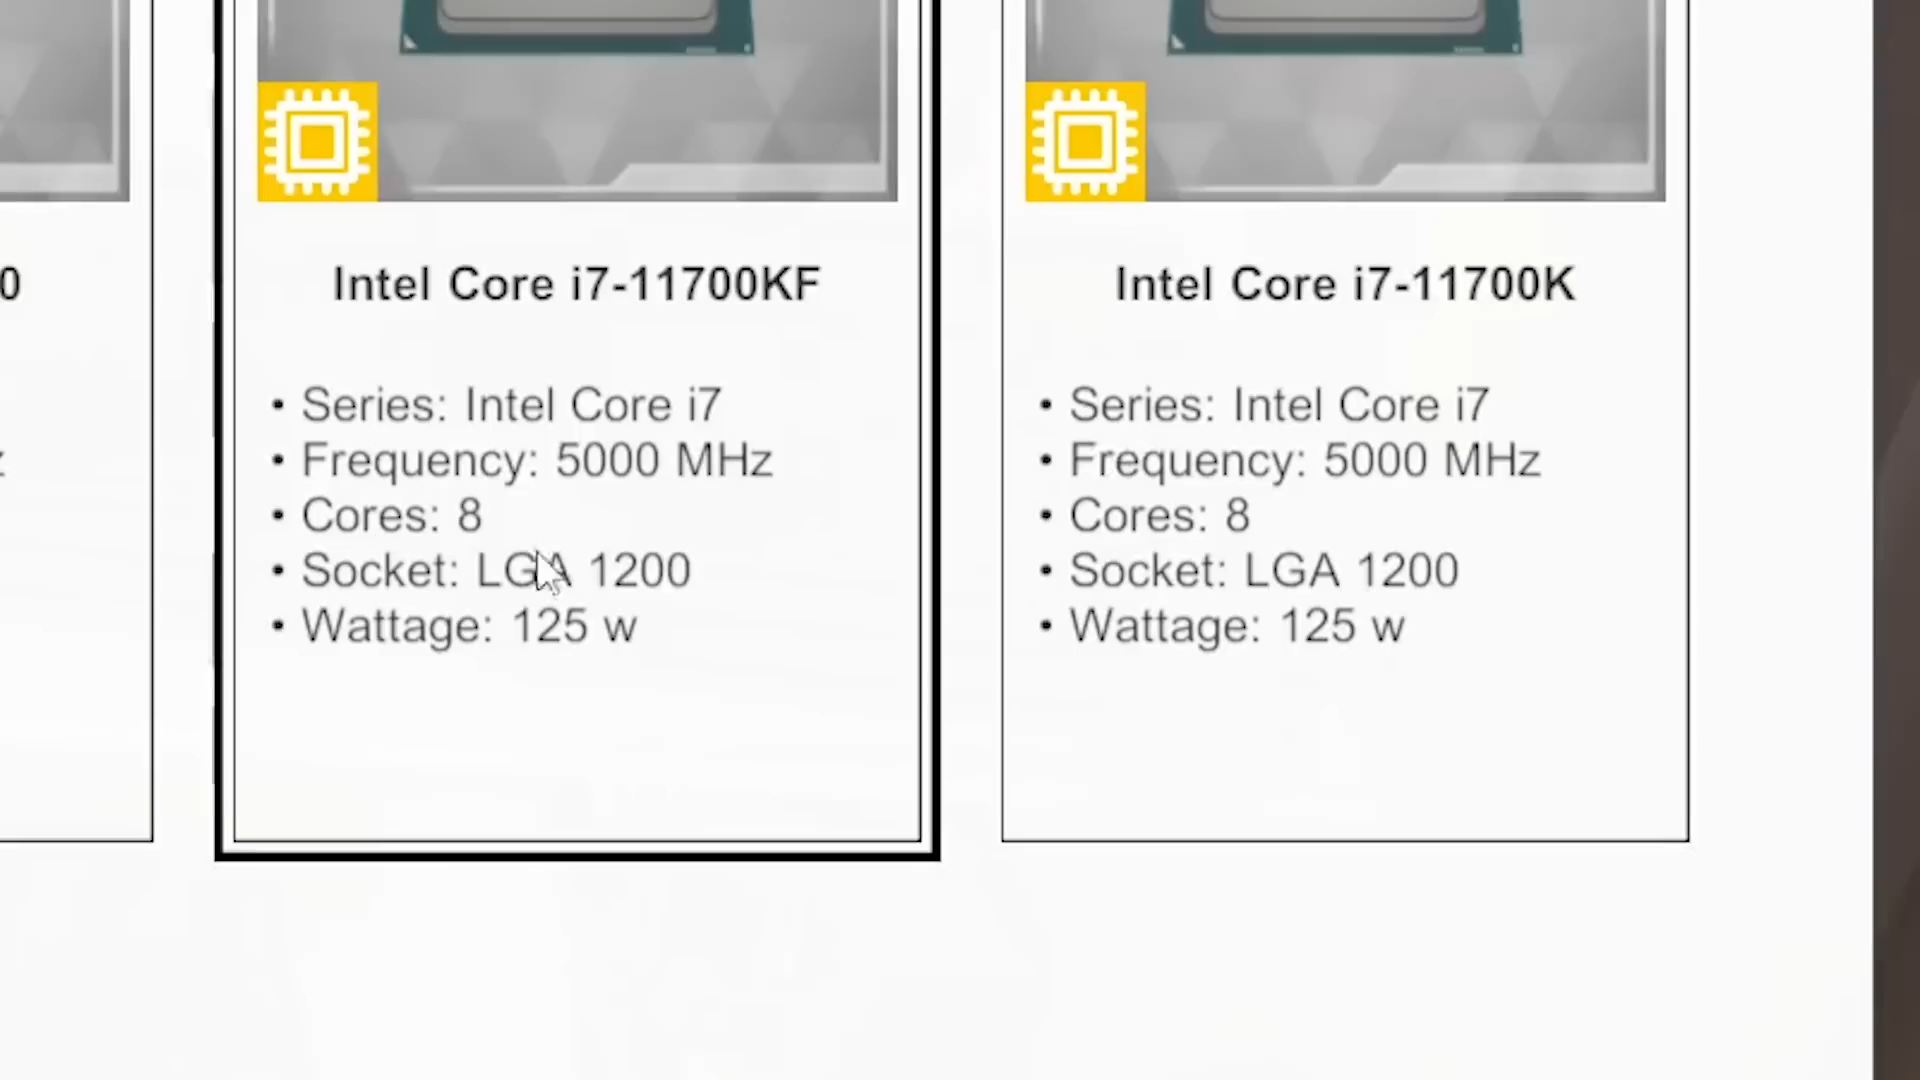 0
Intel Core i7-11700KF
Intel Core i7-11700K
z
• Series: Intel Core i7
• Frequency: 5000 MHz
• Cores: 8
• Socket: LGA 1200
• Wattage: 125 w
• Series: Intel Core i7
• Frequency: 5000 MHz
• Cores: 8
• Socket: LGA 1200
• Wattage: 125 w